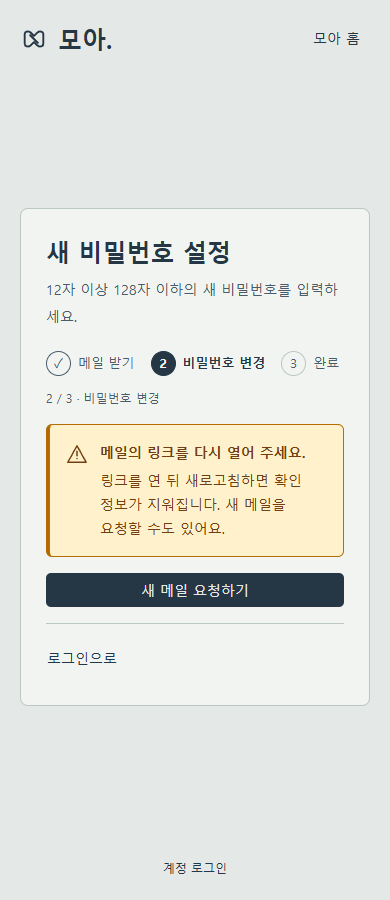 모아.
모아 홈
새 비밀번호 설정
12자 이상 128자 이하의 새 비밀번호를 입력하
세요.
✓ 메일 받기 2 비밀번호 변경 3 완료
2 / 3 · 비밀번호 변경
메일의 링크를 다시 열어 주세요.
링크를 연 뒤 새로고침하면 확인
정보가 지워집니다. 새 메일을
요청할 수도 있어요.
새 메일 요청하기
로그인으로
계정 로그인